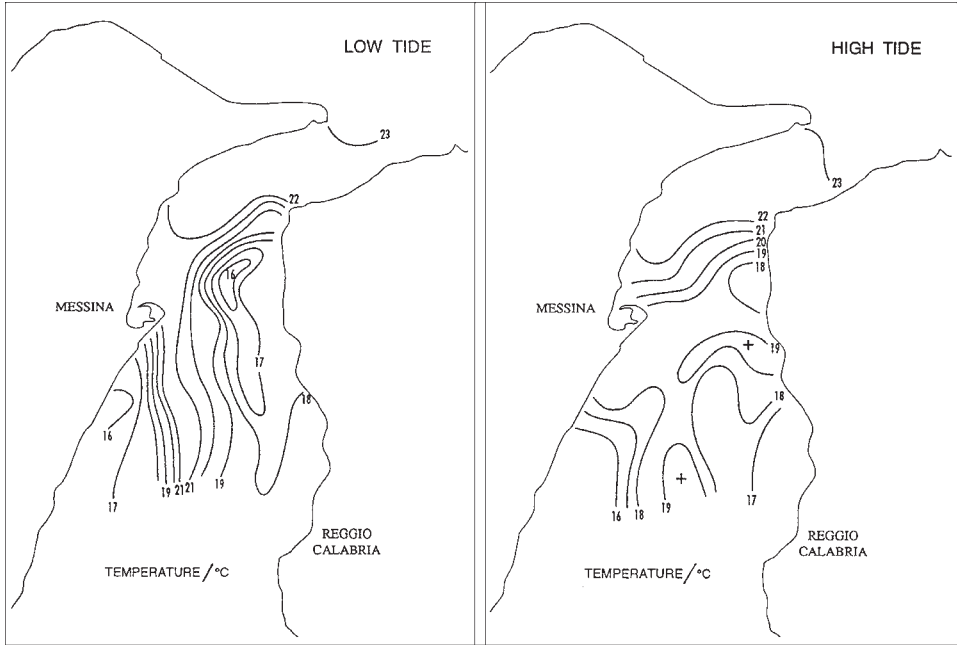 LOW TIDE
23
22
16
MESSINA
17
18
16
19 21 21 19
17
REGGIO
CALABRIA
TEMPERATURE/°C
HIGH TIDE
23
22
21
20
19
18
MESSINA
+ 19
18
+
16 18 19 17
REGGIO
CALABRIA
TEMPERATURE/°C